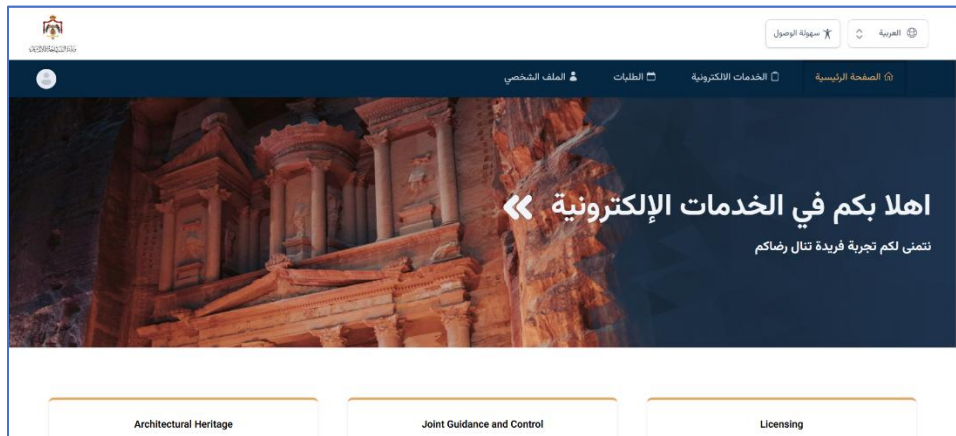 العربية
سهولة الوصول
الصفحة الرئيسية
الخدمات الالكترونية
الطلبات
الملف الشخصي
اهلا بكم في الخدمات الإلكترونية
نتمنى لكم تجربة فريدة تنال رضاكم
Architectural Heritage
Joint Guidance and Control
Licensing